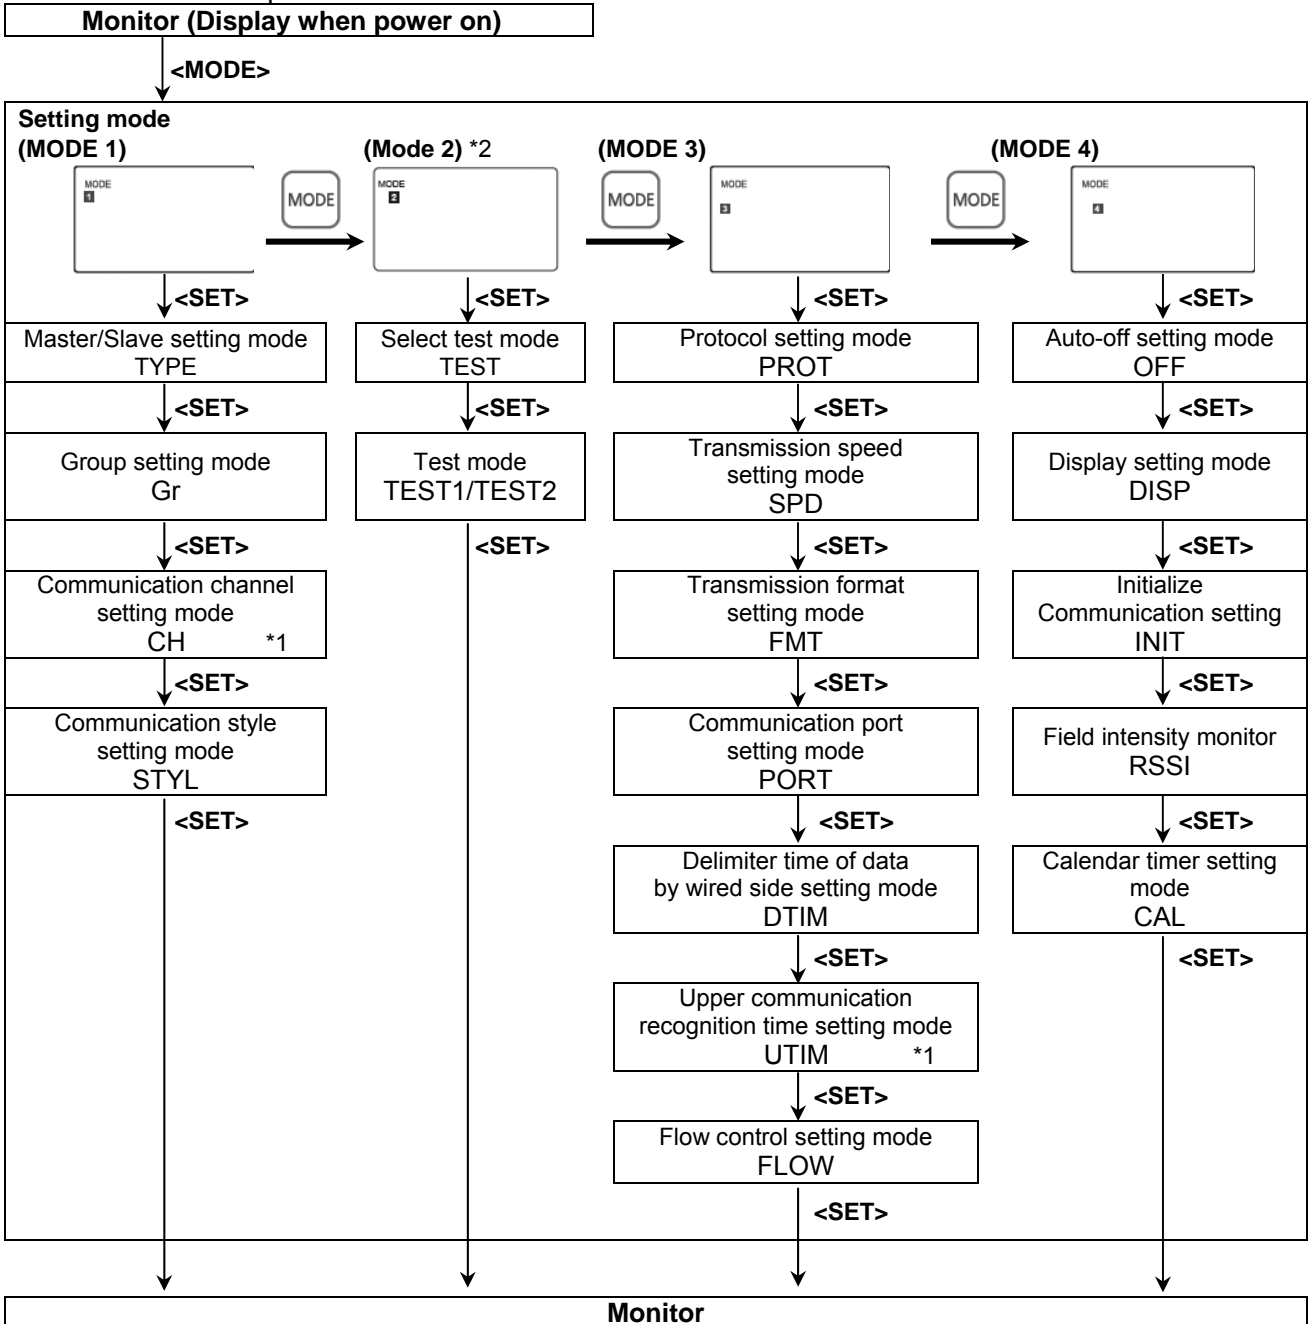 Monitor (Display when power on)
<MODE>
Setting mode
(MODE 1)
(Mode 2) *2
(MODE 3)
(MODE 4)
MODE
1
MODE
MODE
2
MODE
MODE
3
MODE
MODE
4
<SET>
<SET>
<SET>
<SET>
Master/Slave setting mode
TYPE
Select test mode
TEST
Protocol setting mode
PROT
Auto-off setting mode
OFF
<SET>
<SET>
<SET>
<SET>
Group setting mode
Gr
Test mode
TEST1/TEST2
Transmission speed
setting mode
SPD
Display setting mode
DISP
<SET>
<SET>
<SET>
<SET>
Communication channel
setting mode
CH *1
Transmission format
setting mode
FMT
Initialize
Communication setting
INIT
<SET>
<SET>
<SET>
Communication style
setting mode
STYL
Communication port
setting mode
PORT
Field intensity monitor
RSSI
<SET>
<SET>
<SET>
Delimiter time of data
by wired side setting mode
DTIM
Calendar timer setting
mode
CAL
<SET>
<SET>
Upper communication
recognition time setting mode
UTIM *1
<SET>
Flow control setting mode
FLOW
<SET>
Monitor